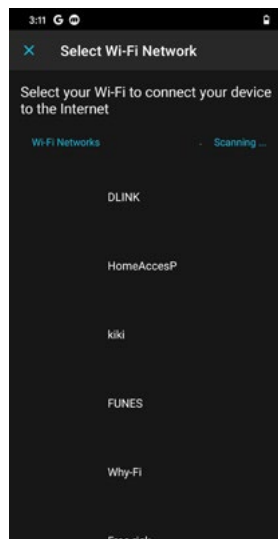 3:11 G
Select Wi-Fi Network
Select your Wi-Fi to connect your device
to the Internet
Wi-Fi Networks Scanning ...
DLINK
HomeAccesP
kiki
FUNES
Why-Fi